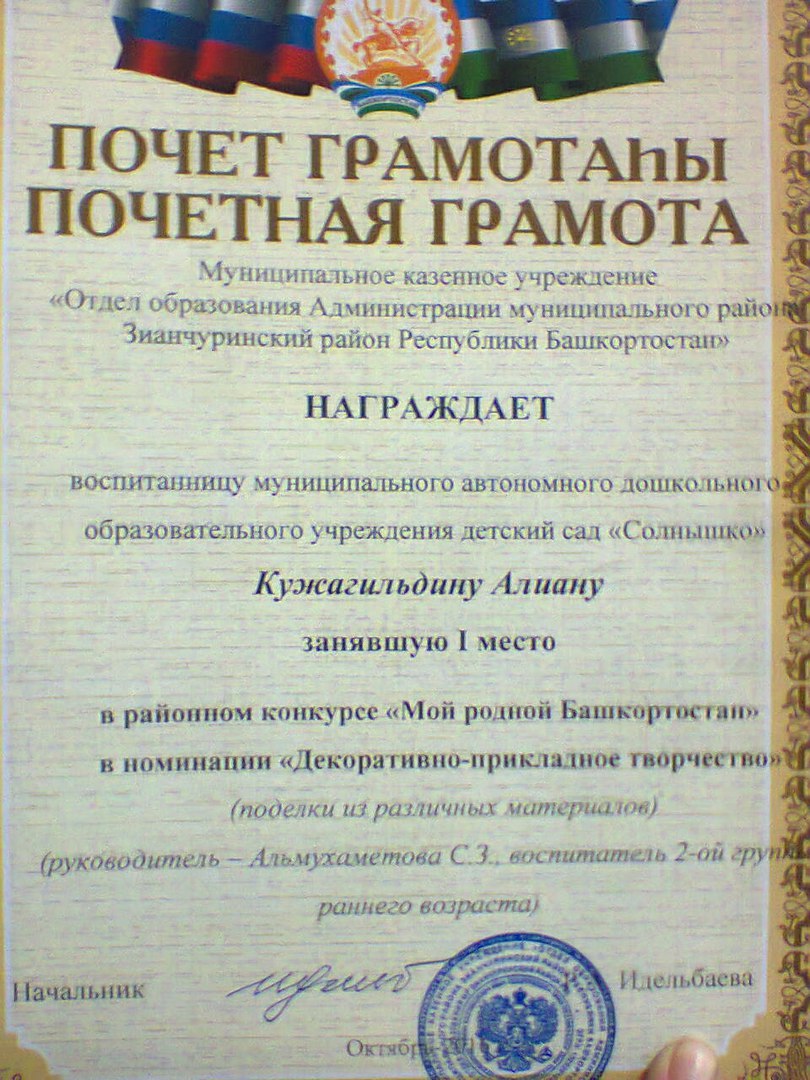 ПОЧЕТ ГРАМОТАҺЫ
ПОЧЕТНАЯ ГРАМОТА
Муниципальное казенное учреждение
«Отдел образования Администрации муниципального района
Зианчуринский район Республики Башкортостан»
НАГРАЖДАЕТ
воспитанницу муниципального автономного дошкольного
образовательного учреждения детский сад «Солнышко»
Кужагильдину Алиану
занявшую I место
в районном конкурсе «Мой родной Башкортостан»
в номинации «Декоративно-прикладное творчество»
(поделки из различных материалов)
(руководитель – Альмухаметова С.З., воспитатель 2-ой группы
раннего возраста)
Начальник Идельбаева
Октябрь